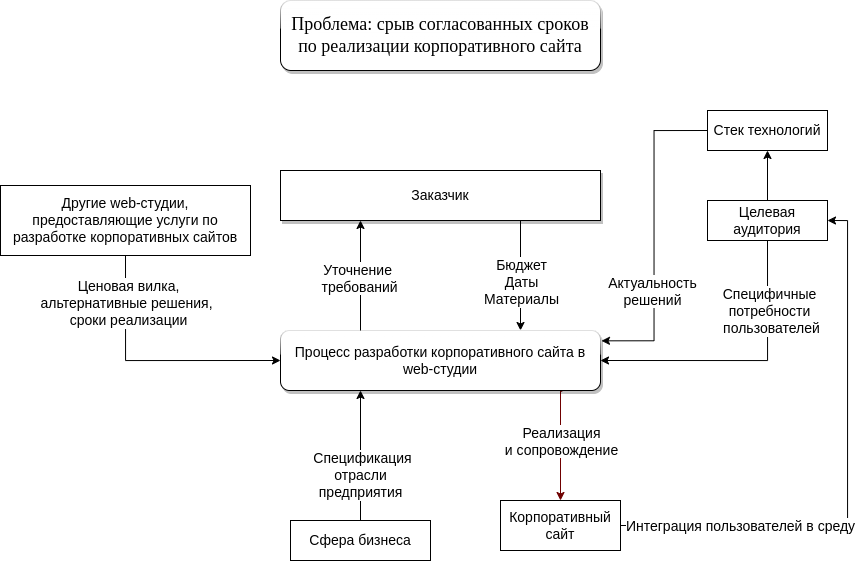 Проблема: срыв согласованных сроков
по реализации корпоративного сайта
Стек технологий
Заказчик
Другие web-студии,
предоставляющие услуги по
разработке корпоративных сайтов
Целевая
аудитория
Ценовая вилка,
альтернативные решения,
сроки реализации
Уточнение
требований
Бюджет
Даты
Материалы
Актуальность
решений
Специфичные
потребности
пользователей
Процесс разработки корпоративного сайта в
web-студии
Спецификация
отрасли
предприятия
Реализация
и сопровождение
Сфера бизнеса
Корпоративный
сайт
Интеграция пользователей в среду